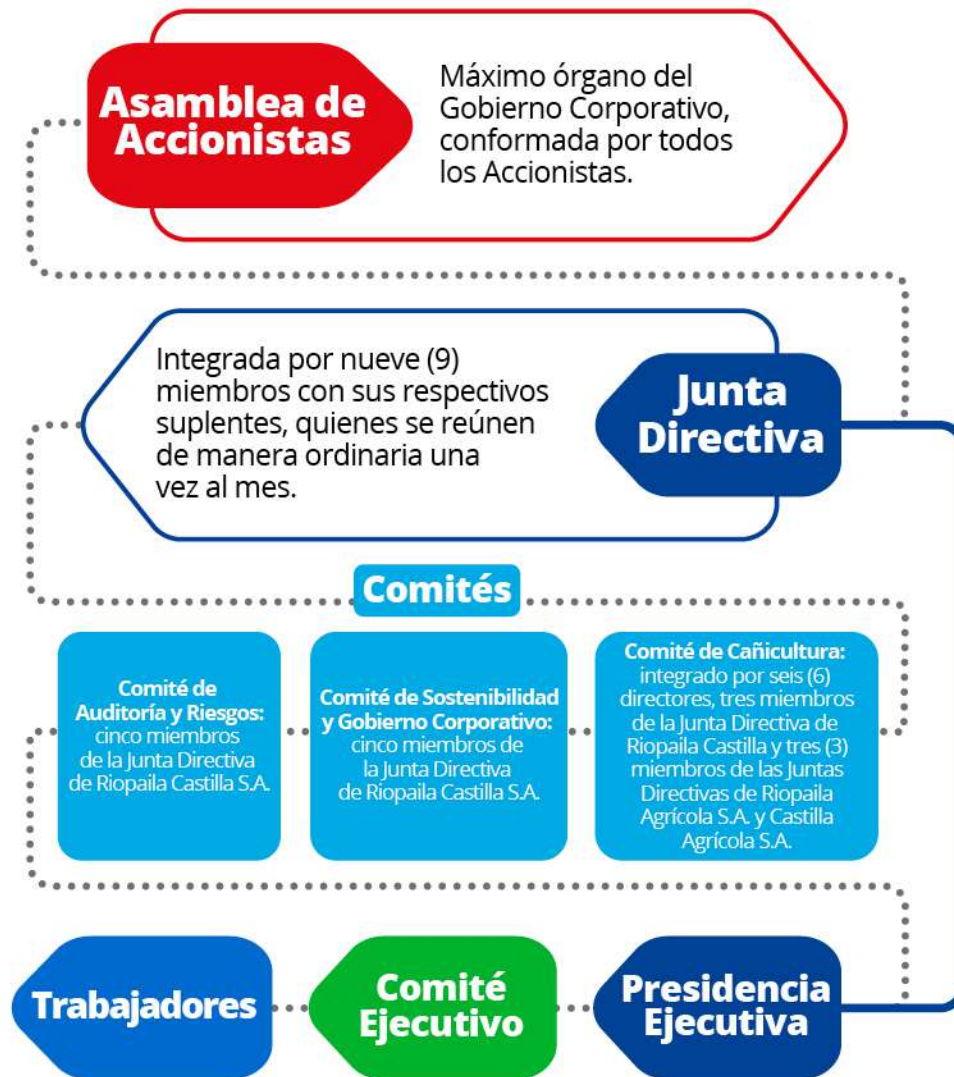 Asamblea de
Accionistas
Máximo órgano del
Gobierno Corporativo,
conformada por todos
los Accionistas.
Integrada por nueve (9)
miembros con sus respectivos
suplentes, quienes se reúnen
de manera ordinaria una
vez al mes.
Junta
Directiva
Comités
Comité de
Auditoría y Riesgos:
cinco miembros
de la Junta Directiva
de Riopaila Castilla S.A.
Comité de Sostenibilidad
y Gobierno Corporativo:
cinco miembros de
la Junta Directiva
de Riopaila Castilla S.A.
Comité de Cañicultura:
integrado por seis (6)
directores, tres miembros
de la Junta Directiva de
Riopaila Castilla y tres (3)
miembros de las Juntas
Directivas de Riopaila
Agrícola S.A. y Castilla
Agrícola S.A.
Trabajadores
Comité
Ejecutivo
Presidencia
Ejecutiva